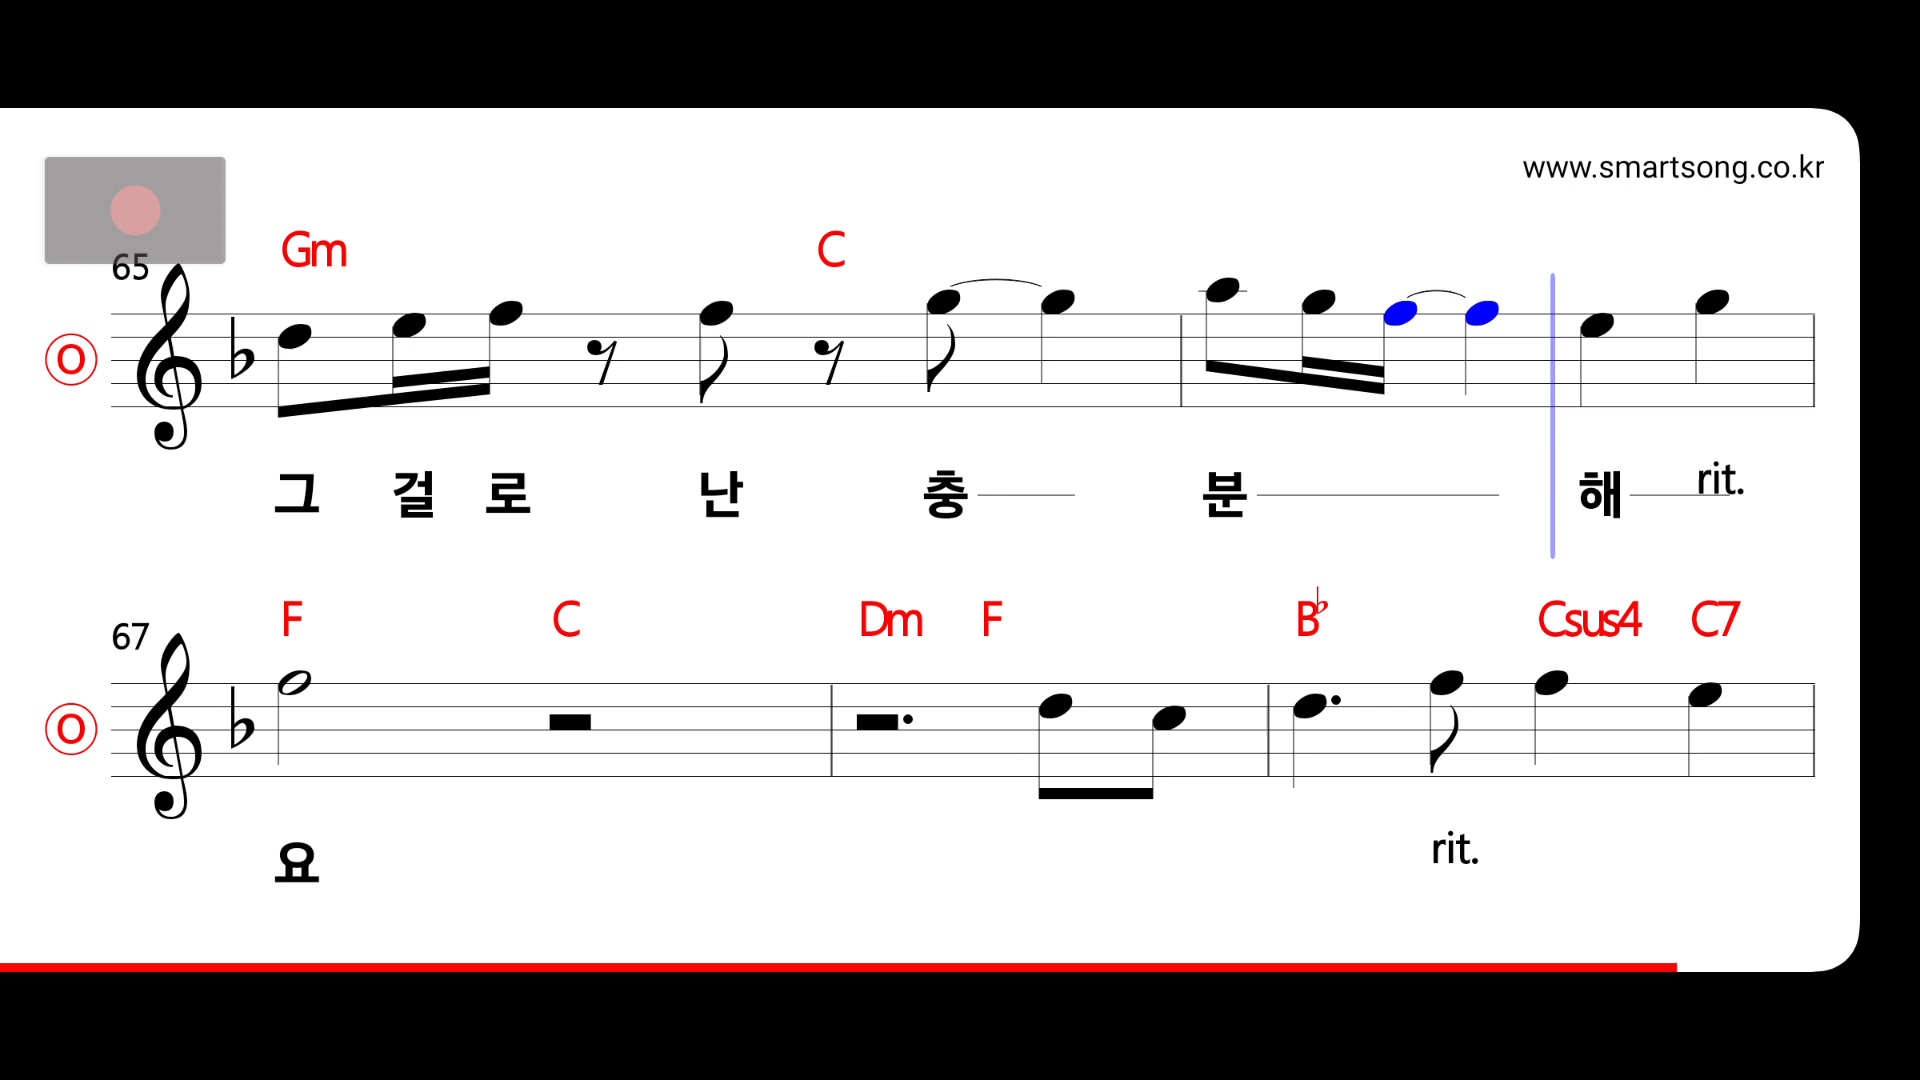 www.smartsong.co.kr
65 Gm C
O
그 걸 로 난 충 분 해 rit.
67 F C Dm F B♭ Csus4 C7
O
요 rit.